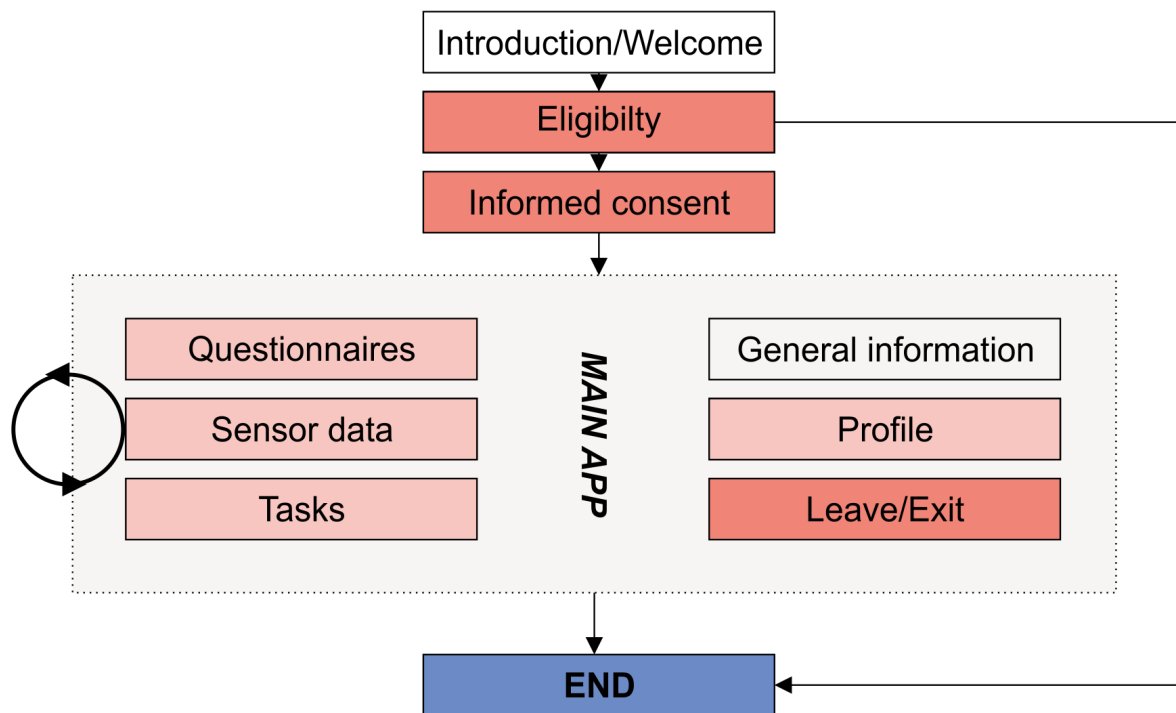 Introduction/Welcome
Eligibilty
Informed consent
Questionnaires
Sensor data
Tasks
MAIN APP
General information
Profile
Leave/Exit
END